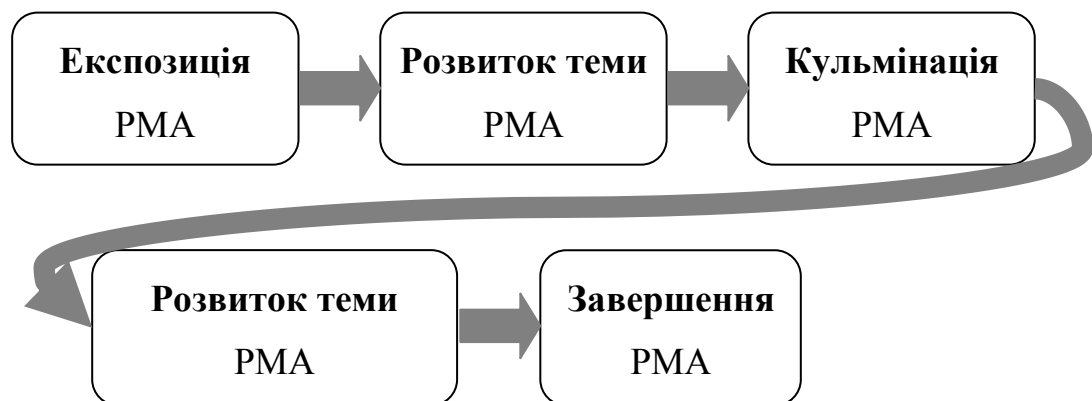 Експозиція
РМА
Розвиток теми
РМА
Кульмінація
РМА
Розвиток теми
РМА
Завершення
РМА